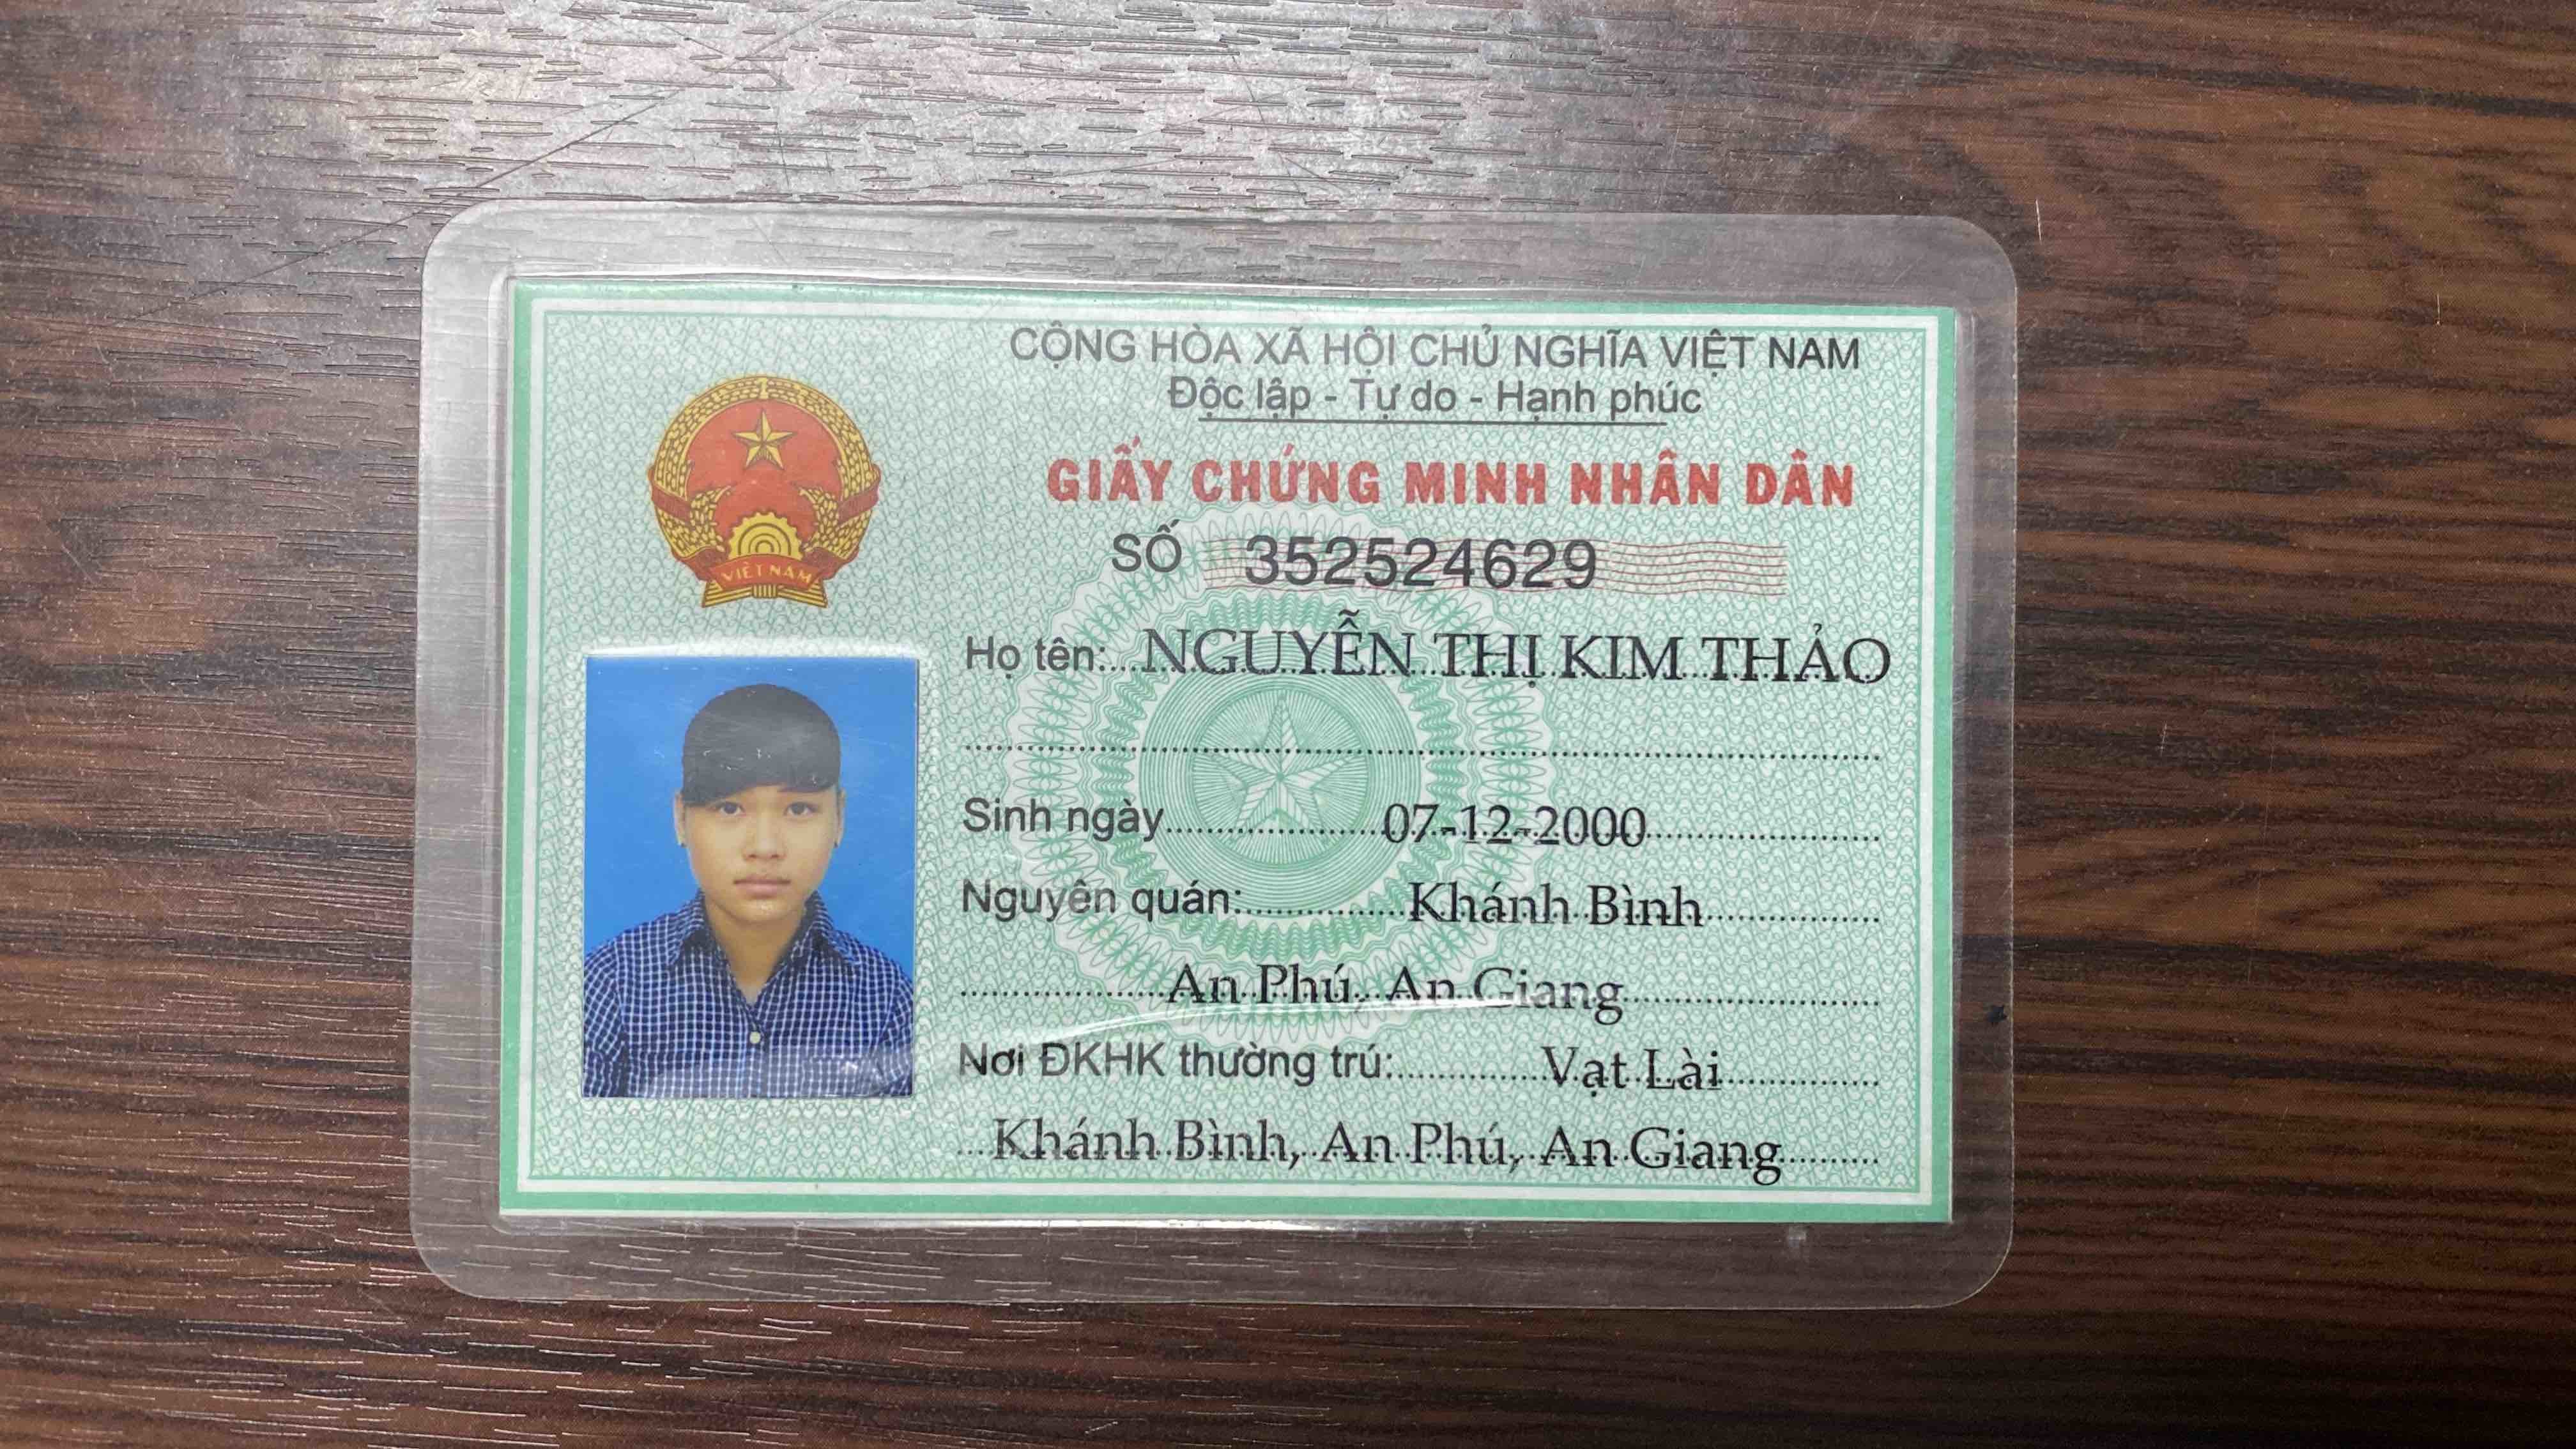 CỘNG HÒA XÃ HỘI CHỦ NGHĨA VIỆT NAM
Độc lập - Tự do - Hạnh phúc
GIẤY CHỨNG MINH NHÂN DÂN
SỐ 352524629
VIỆT NAM
Họ tên: NGUYỄN THỊ KIM THẢO
Sinh ngày 07-12-2000
Nguyên quán: Khánh Bình
An Phú, An Giang
Nơi ĐKHK thường trú: Vạt Lài
Khánh Bình, An Phú, An Giang